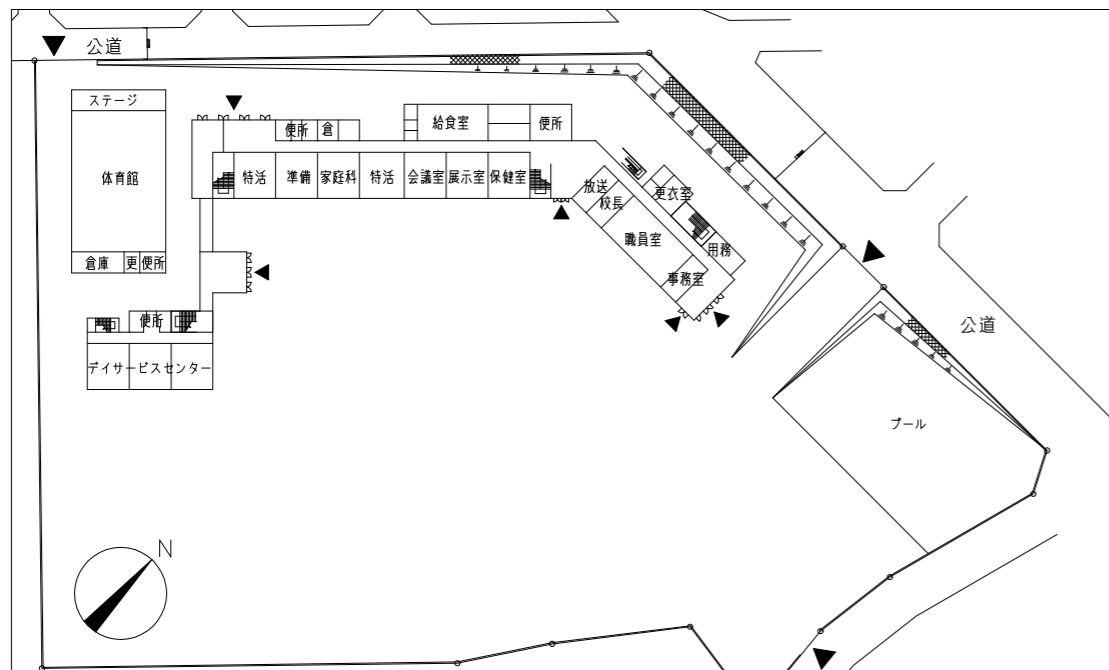 公道
ステージ
体育館
倉庫
更
便所
便所
倉
給食室
便所
特活
準備
家庭科
特活
会議室
展示室
保健室
放送
校長
職員室
事務室
更衣室
用務
便所
デイサービスセンター
公道
プール
N